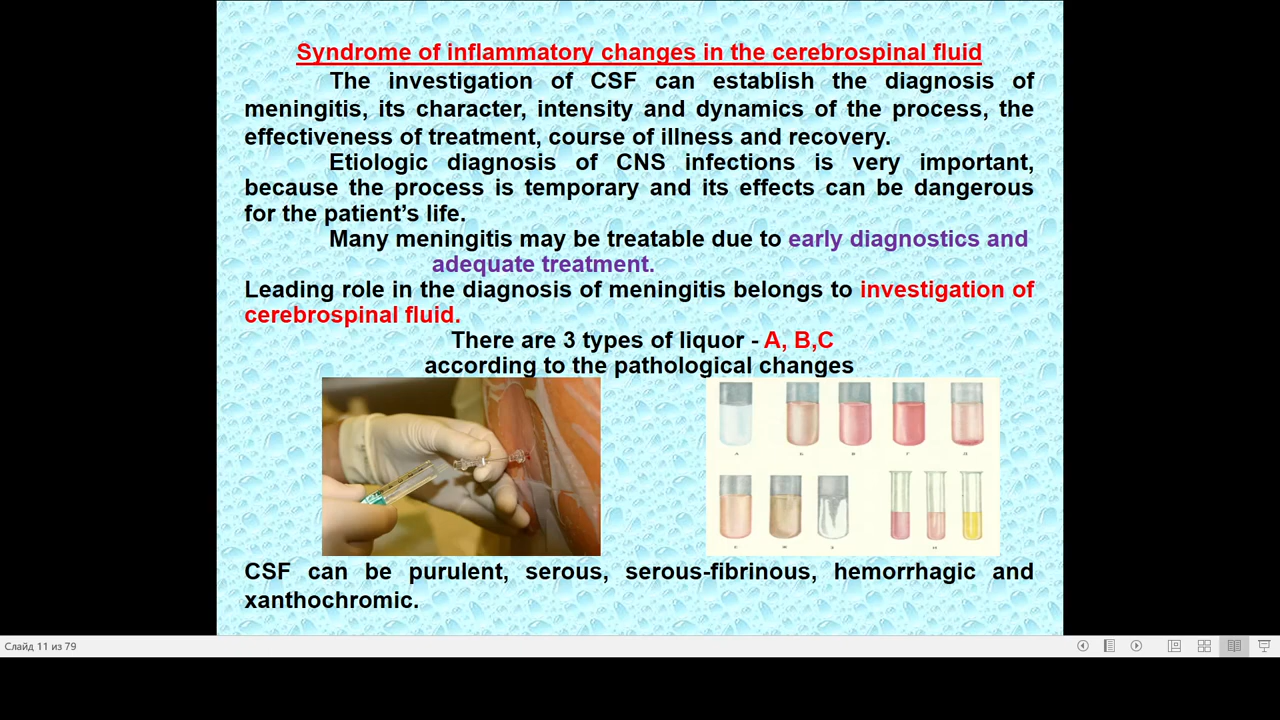 Syndrome of inflammatory changes in the cerebrospinal fluid
The investigation of CSF can establish the diagnosis of
meningitis, its character, intensity and dynamics of the process, the
effectiveness of treatment, course of illness and recovery.
Etiologic diagnosis of CNS infections is very important,
because the process is temporary and its effects can be dangerous
for the patient’s life.
Many meningitis may be treatable due to early diagnostics and
adequate treatment.
Leading role in the diagnosis of meningitis belongs to investigation of
cerebrospinal fluid.
There are 3 types of liquor - A, B,C
according to the pathological changes
CSF can be purulent, serous, serous-fibrinous, hemorrhagic and
xanthochromic.
Слайд 11 из 79